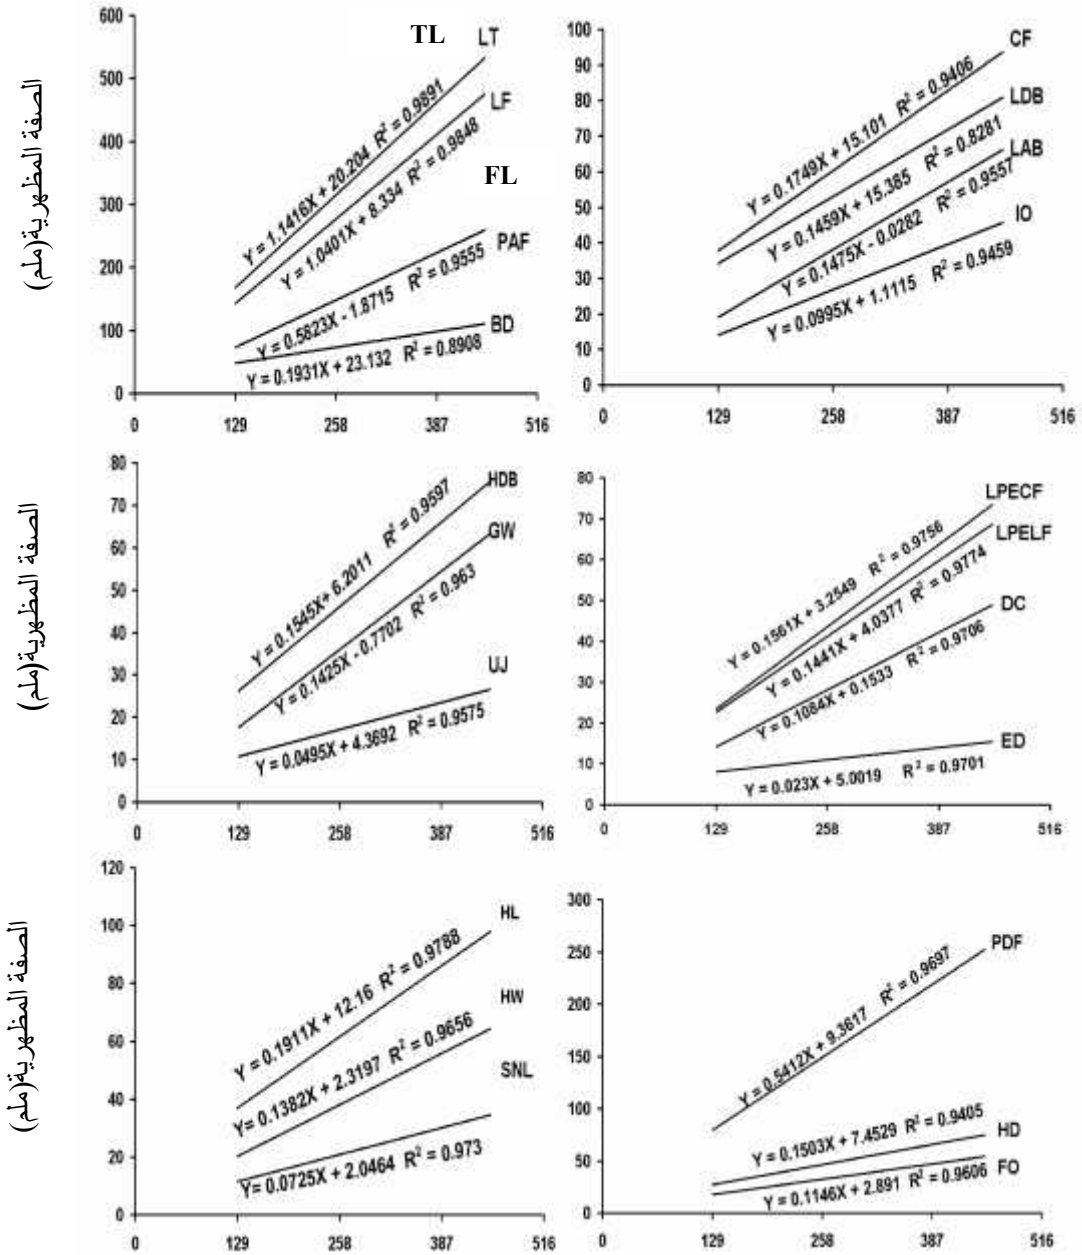 الصفة المظهرية(ملم)
600
500
400
300
200
100
0
0 129 258 387 516
TL
LT
LF
FL
PAF
BD
Y = 1.1416X + 20.204 R² = 0.9891
Y = 1.0401X + 8.334 R² = 0.9848
Y = 0.5823X - 1.8715 R² = 0.9555
Y = 0.1931X + 23.132 R² = 0.8908
100
90
80
70
60
50
40
30
20
10
0
0 129 258 387 516
CF
LDB
LAB
IO
Y = 0.1749X + 15.101 R² = 0.9406
Y = 0.1459X + 15.385 R² = 0.8281
Y = 0.1475X - 0.0282 R² = 0.9557
Y = 0.0995X + 1.1115 R² = 0.9459
الصفة المظهرية(ملم)
80
70
60
50
40
30
20
10
0
0 129 258 387 516
HDB
GW
UJ
Y = 0.1545X+ 6.2011 R² = 0.9597
Y = 0.1425X - 0.7702 R² = 0.963
Y = 0.0495X + 4.3692 R² = 0.9575
80
70
60
50
40
30
20
10
0
0 129 258 387 516
LPECF
LPELF
DC
ED
Y = 0.1561X + 3.2549 R² = 0.9756
Y = 0.1441X + 4.0377 R² = 0.9774
Y = 0.1084X + 0.1533 R² = 0.9706
Y = 0.023X + 5.0019 R² = 0.9701
الصفة المظهرية(ملم)
120
100
80
60
40
20
0
0 129 258 387 516
HL
HW
SNL
Y = 0.1911X + 12.16 R² = 0.9788
Y= 0.1382X + 2.3197 R² = 0.9656
Y= 0.0725X + 2.0464 R² = 0.973
300
250
200
150
100
50
0
0 129 258 387 516
PDF
HD
FO
Y = 0.5412X + 9.3617 R² = 0.9697
Y = 0.1503X + 7.4529 R² = 0.9405
Y = 0.1146X + 2.891 R² = 0.9606